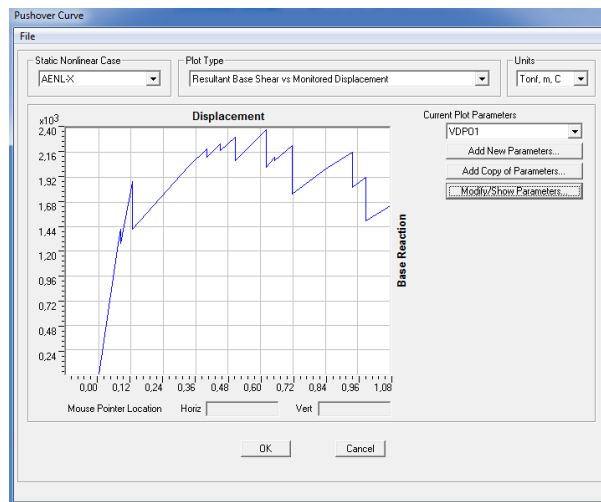 Pushover Curve
File
Static Nonlinear Case
AENL-X
Plot Type
Resultant Base Shear vs Monitored Displacement
Units
Tonf, m, C
Displacement
x10³
2,40
2,16
1,92
1,68
1,44
1,20
0,96
0,72
0,48
0,24
0,00 0,12 0,24 0,36 0,48 0,60 0,72 0,84 0,96 1,08
Base Reaction
Mouse Pointer Location Horiz Vert
Current Plot Parameters
VDPO1
Add New Parameters...
Add Copy of Parameters...
Modify/Show Parameters...
OK Cancel